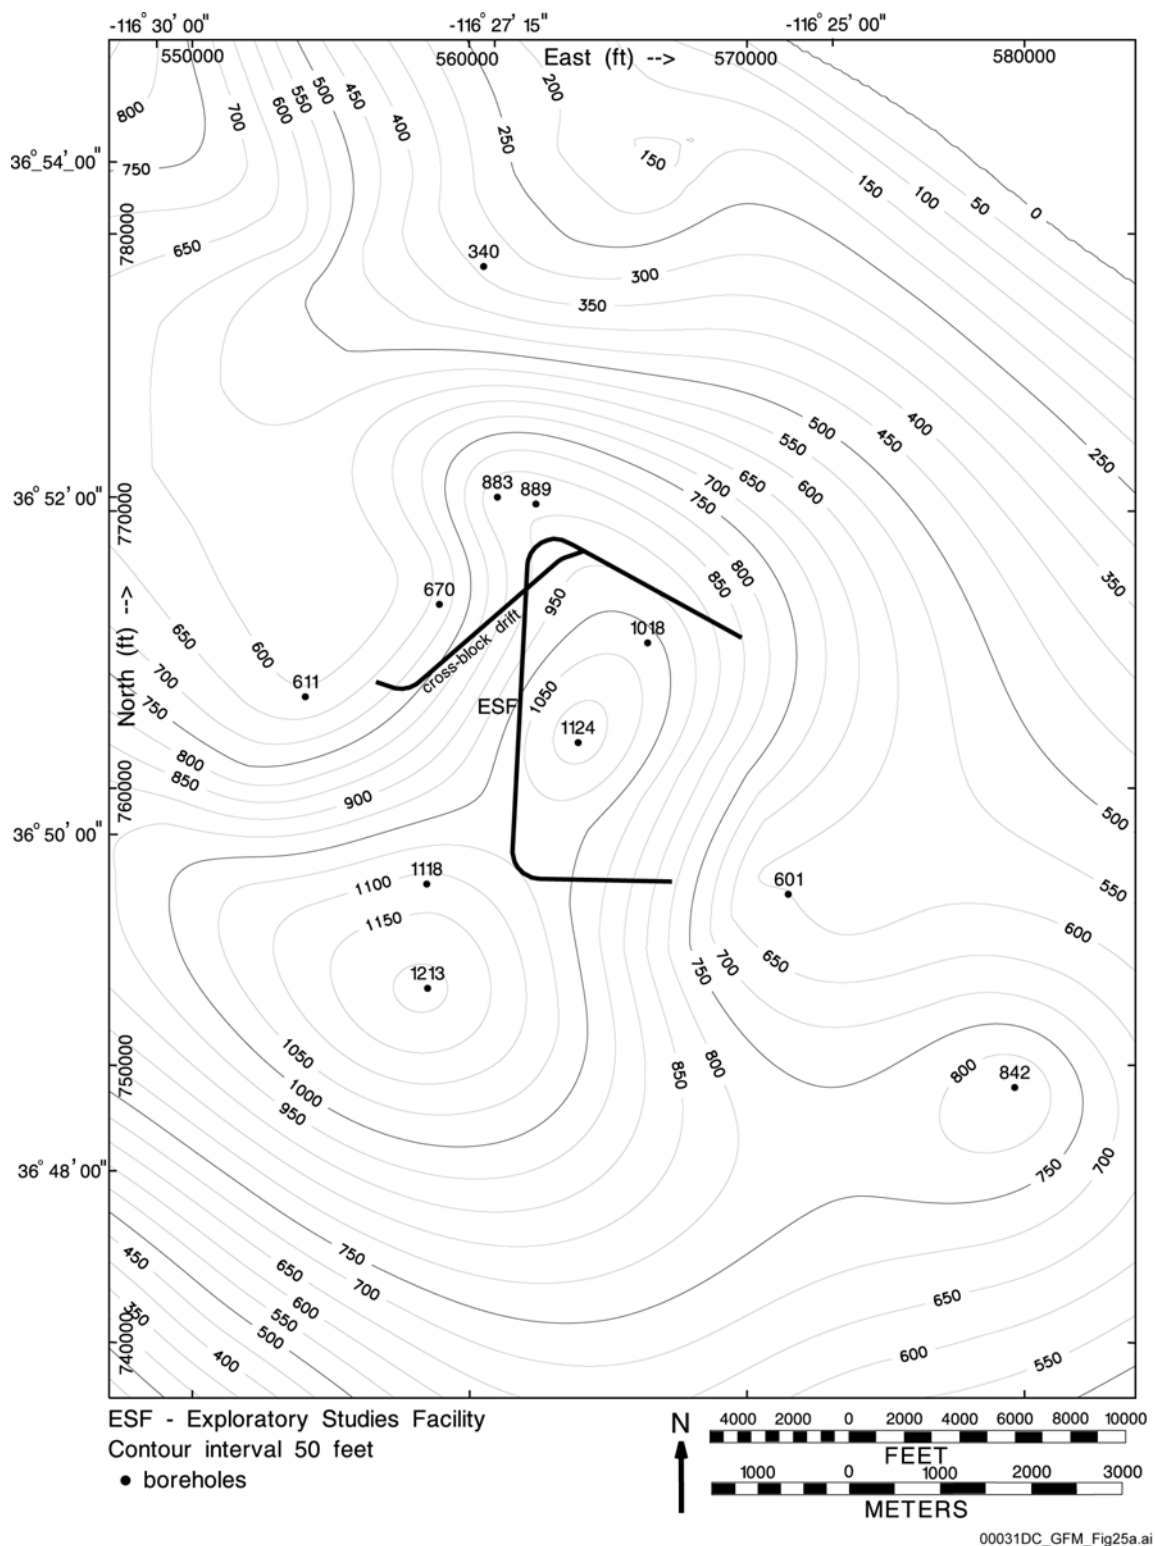 -116° 30' 00" -116° 27' 15" -116° 25' 00"
550000 560000 East (ft) --> 570000 580000
800 700 600 550 500 450 400 250 200 150
36_54' 00" 750 150 100 50 0
780000 650 340 300 350
400 450 500 550 250
36° 52' 00" 770000 883 889 700 650 600 750
670 950 800 850 350
North (ft) --> 650 600 700 750 611 cross-block drift 1018
ESF 1050 1124
800 850 900 760000 500
36° 50' 00" 1118 1100 601 550
1150 600 650
1213 750 700
750000 1050 1000 950 850 800 800 842
36° 48' 00" 750 700
450 750 650 700 650
350 600 550 500 400 740000 600 550
ESF - Exploratory Studies Facility
Contour interval 50 feet
boreholes
N
4000 2000 0 2000 4000 6000 8000 10000
FEET
1000 0 1000 2000 3000
METERS
00031DC_GFM_Fig25a.ai